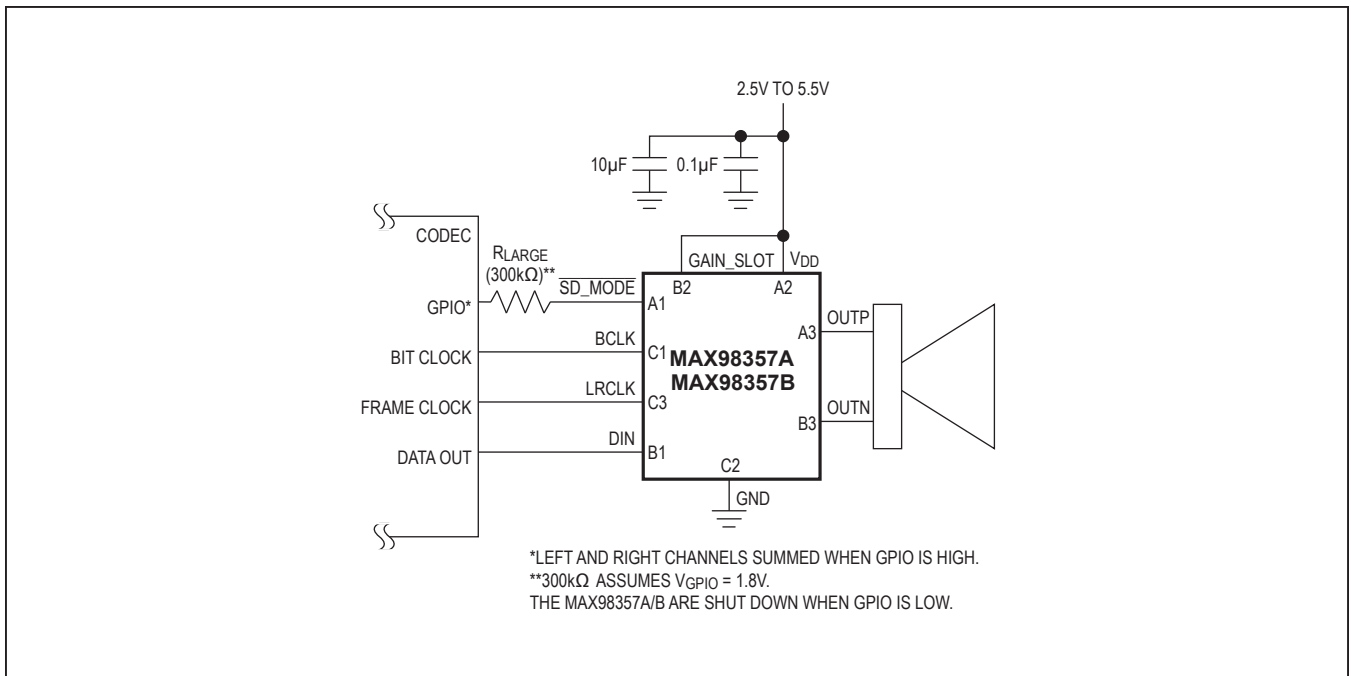 2.5V TO 5.5V
10µF
0.1µF
CODEC
RLARGE
(300kΩ)**
SD_MODE
GAIN_SLOT
VDD
B2
A2
GPIO*
A1
OUTP
A3
BIT CLOCK
BCLK
C1
MAX98357A
MAX98357B
FRAME CLOCK
LRCLK
C3
OUTN
B3
DATA OUT
DIN
B1
C2
GND
*LEFT AND RIGHT CHANNELS SUMMED WHEN GPIO IS HIGH.
**300kΩ ASSUMES VGPIO = 1.8V.
THE MAX98357A/B ARE SHUT DOWN WHEN GPIO IS LOW.